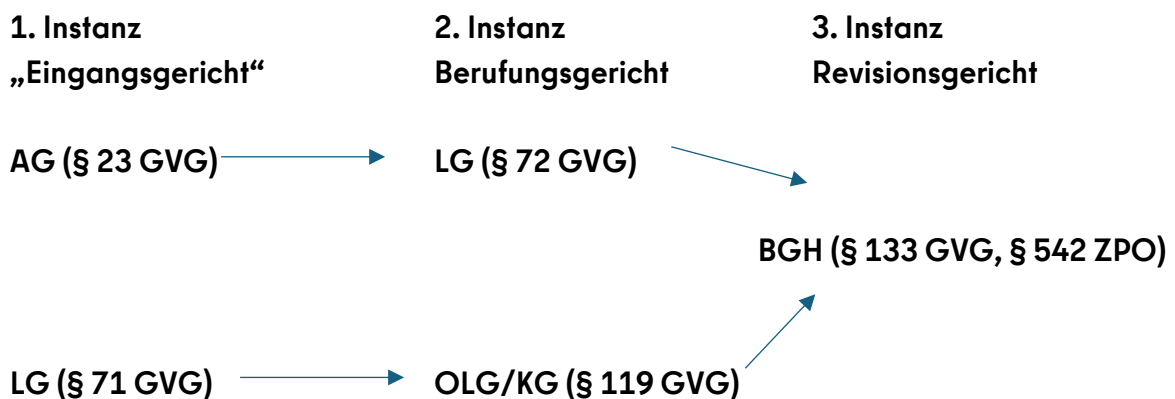 1. Instanz
„Eingangsgericht“
2. Instanz
Berufungsgericht
3. Instanz
Revisionsgericht
AG (§ 23 GVG)
LG (§ 72 GVG)
BGH (§ 133 GVG, § 542 ZPO)
LG (§ 71 GVG)
OLG/KG (§ 119 GVG)